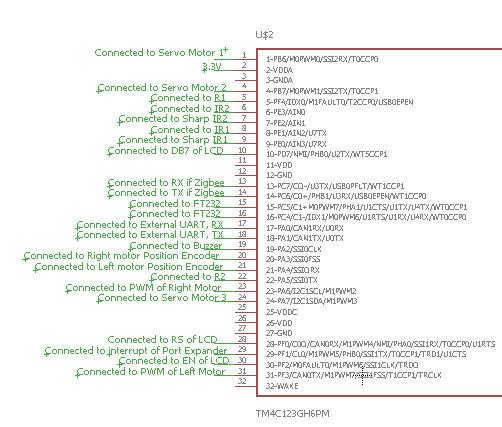 U$2
Connected to Servo Motor 1 1 1-PB6/M0PWM0/SSI2RX/T0CCP0
3.3V 2 2-VDDA
3 3-GNDA
Connected to Servo Motor 2 4 4-PB7/M0PWM1/SSI2TX/T0CCP1
Connected to R1 5 5-PF4/IDX0/M1FAULT0/T2CCP0/USB0EPEN
Connected to IR2 6 6-PE3/AIN0
Connected to Sharp IR2 7 7-PE2/AIN1
Connected to IR1 8 8-PE1/AIN2/U7TX
Connected to Sharp IR1 9 9-PE0/AIN3/U7RX
Connected to DB7 of LCD 10 10-PD7/NMI/PHB0/U2TX/WT5CCP1
11 11-VDD
12 12-GND
Connected to RX if Zigbee 13 13-PC7/C0-/U3TX/USB0PFLT/WT1CCP1
Connected to TX if Zigbee 14 14-PC6/C0+/PHB1/U3RX/USB0EPEN/WT1CCP0
Connected to FT232 15 15-PC5/C1+M0PWM7/PHA1/U1CTS/U1TX/U4TX/WT0CCP1
Connected to FT232 16 16-PC4/C1-/IDX1/M0PWM6/U1RTS/U1RX/U4RX/WT0CCP0
Connected to External UART, RX 17 17-PA0/CAN1RX/U0RX
Connected to External UART, TX 18 18-PA1/CAN1TX/U0TX
Connected to Buzzer 19 19-PA2/SSI0CLK
Connected to Right motor Position Encoder 20 20-PA3/SSI0FSS
Connected to Left motor Position Encoder 21 21-PA4/SSI0RX
Connected to R2 22 22-PA5/SSI0TX
Connected to PWM of Right Motor 23 23-PA6/I2C1SCL/M1PWM2
Connected to Servo Motor 3 24 24-PA7/I2C1SDA/M1PWM3
25 25-VDDC
26 26-VDD
27 27-GND
Connected to RS of LCD 28 28-PF0/C0O/CAN0RX/M1PWM4/NMI/PHA0/SSI1RX/T0CCP0/U1RTS
Connected to interrupt of Port Expander 29 29-PF1/CLO/M1PWM5/PHB0/SSI1TX/T0CCP1/TRD1/U1CTS
Connected to EN of LCD 30 30-PF2/M0FAULT0/M1PWM6/SSI1CLK/TRD0
Connected to PWM of Left Motor 31 31-PF3/CAN0TX/M1PWM7/SSI1FSS/T1CCP1/TRCLK
32 32-WAKE
TM4C123GH6PM